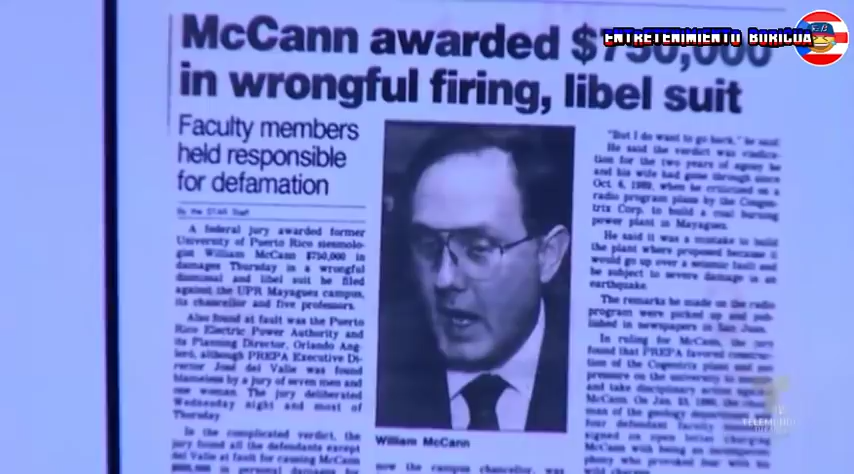 McCann awarded $750,000
in wrongful firing, libel suit
ENTRETENIMIENTO BORICUA
Faculty members
held responsible
for defamation
By the STAR Staff
A federal jury awarded former
University of Puerto Rico siesmolo-
gist William McCann $750,000 in
damages Thursday in a wrongful
dismissal and libel suit he filed
against the UPR Mayaguez campus,
its chancellor and five professors.
Also found at fault was the Puerto
Rico Electric Power Authority and
its Planning Director, Orlando Ang-
leró, although PREPA Executive Di-
rector José del Valle was found
blameless by a jury of seven men and
one woman. The jury deliberated
Wednesday night and most of
Thursday.
In the complicated verdict, the
jury found all the defendants except
del Valle at fault for causing McCann
in personal damages for
William McCann
now the campus chancellor, was
"But I do want to go back," he said.
He said the verdict was vindica-
tion for the two years of agony he
and his wife had gone through since
Oct. 4, 1989, when he criticized on a
radio program plans by the Cogen-
trix Corp. to build a coal burning
power plant in Mayaguez.
He said it was a mistake to build
the plant where proposed because it
would go up over a seismic fault and
be subject to severe damage in an
earthquake.
The remarks he made on the radio
program were picked up and pub-
lished in newspapers in San Juan.
In ruling for McCann, the jury
found that PREPA favored construc-
tion of the Cogentrix plant and put
pressure on the university to
and take disciplinary action against
McCann. On Jan. 15, 1990, the chair-
man of the geology department
four defendant faculty
signed an open letter charging
McCann with being an
TELEMUNDO